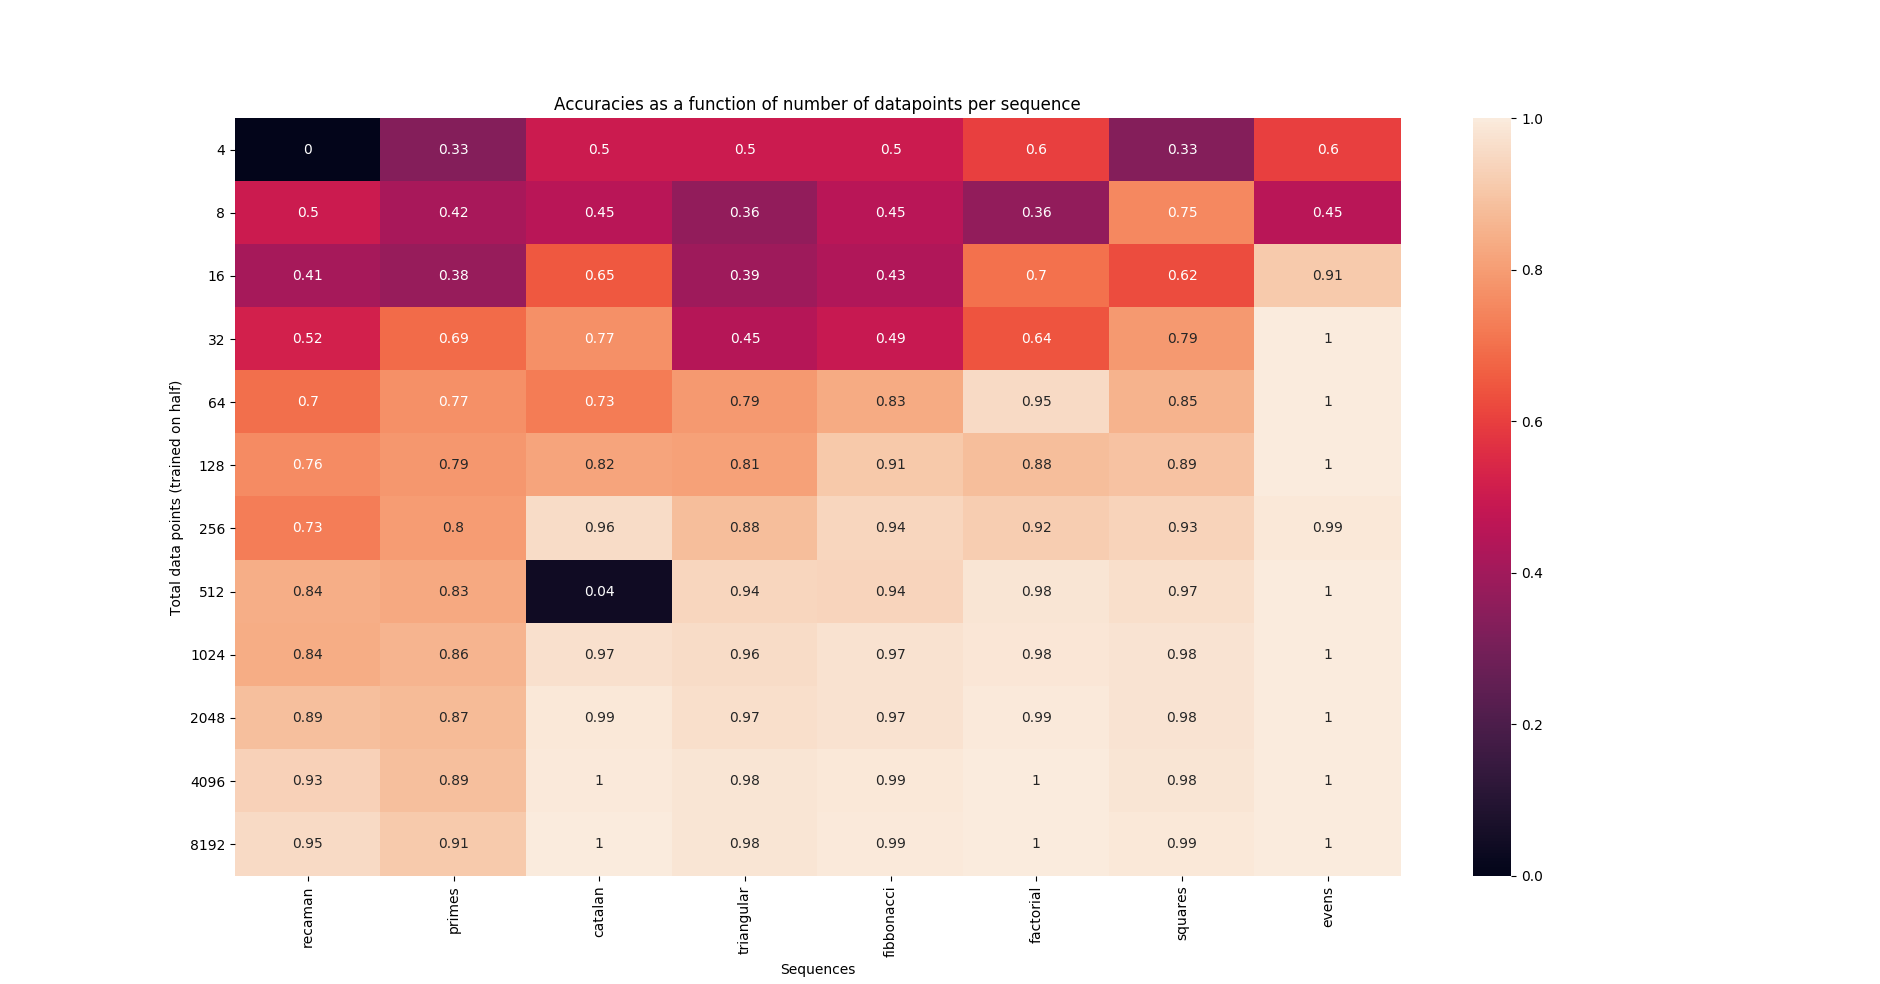 Accuracies as a function of number of datapoints per sequence
Total data points (trained on half)
4 0 0.33 0.5 0.5 0.5 0.6 0.33 0.6
8 0.5 0.42 0.45 0.36 0.45 0.36 0.75 0.45
16 0.41 0.38 0.65 0.39 0.43 0.7 0.62 0.91
32 0.52 0.69 0.77 0.45 0.49 0.64 0.79 1
64 0.7 0.77 0.73 0.79 0.83 0.95 0.85 1
128 0.76 0.79 0.82 0.81 0.91 0.88 0.89 1
256 0.73 0.8 0.96 0.88 0.94 0.92 0.93 0.99
512 0.84 0.83 0.04 0.94 0.94 0.98 0.97 1
1024 0.84 0.86 0.97 0.96 0.97 0.98 0.98 1
2048 0.89 0.87 0.99 0.97 0.97 0.99 0.98 1
4096 0.93 0.89 1 0.98 0.99 1 0.98 1
8192 0.95 0.91 1 0.98 0.99 1 0.99 1
recaman primes catalan triangular fibbonacci factorial squares evens
Sequences
1.0
0.8
0.6
0.4
0.2
0.0